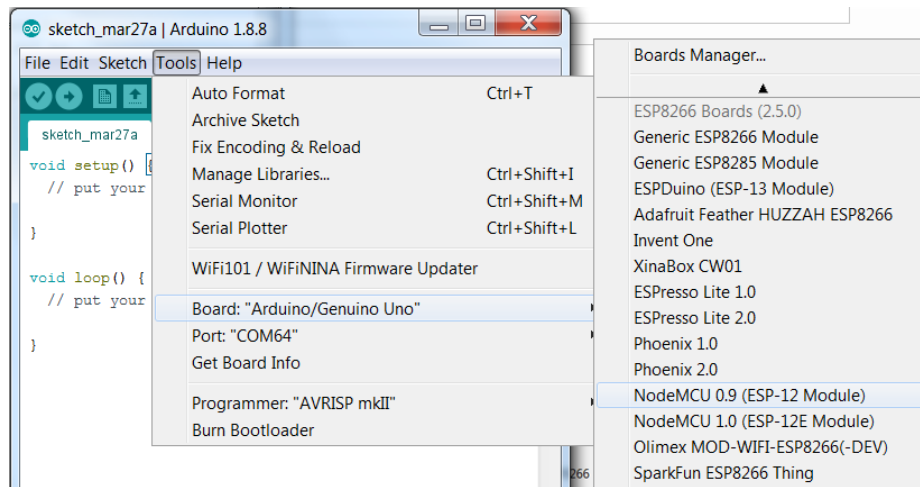 sketch_mar27a | Arduino 1.8.8
File Edit Sketch Tools Help
sketch_mar27a
void setup() {
// put your
}
void loop() {
// put your
}
Auto Format Ctrl+T
Archive Sketch
Fix Encoding & Reload
Manage Libraries... Ctrl+Shift+I
Serial Monitor Ctrl+Shift+M
Serial Plotter Ctrl+Shift+L
WiFi101 / WiFiNINA Firmware Updater
Board: "Arduino/Genuino Uno"
Port: "COM64"
Get Board Info
Programmer: "AVRISP mkII"
Burn Bootloader
Boards Manager...
ESP8266 Boards (2.5.0)
Generic ESP8266 Module
Generic ESP8285 Module
ESPDuino (ESP-13 Module)
Adafruit Feather HUZZAH ESP8266
Invent One
XinaBox CW01
ESPresso Lite 1.0
ESPresso Lite 2.0
Phoenix 1.0
Phoenix 2.0
NodeMCU 0.9 (ESP-12 Module)
NodeMCU 1.0 (ESP-12E Module)
Olimex MOD-WIFI-ESP8266(-DEV)
SparkFun ESP8266 Thing
266